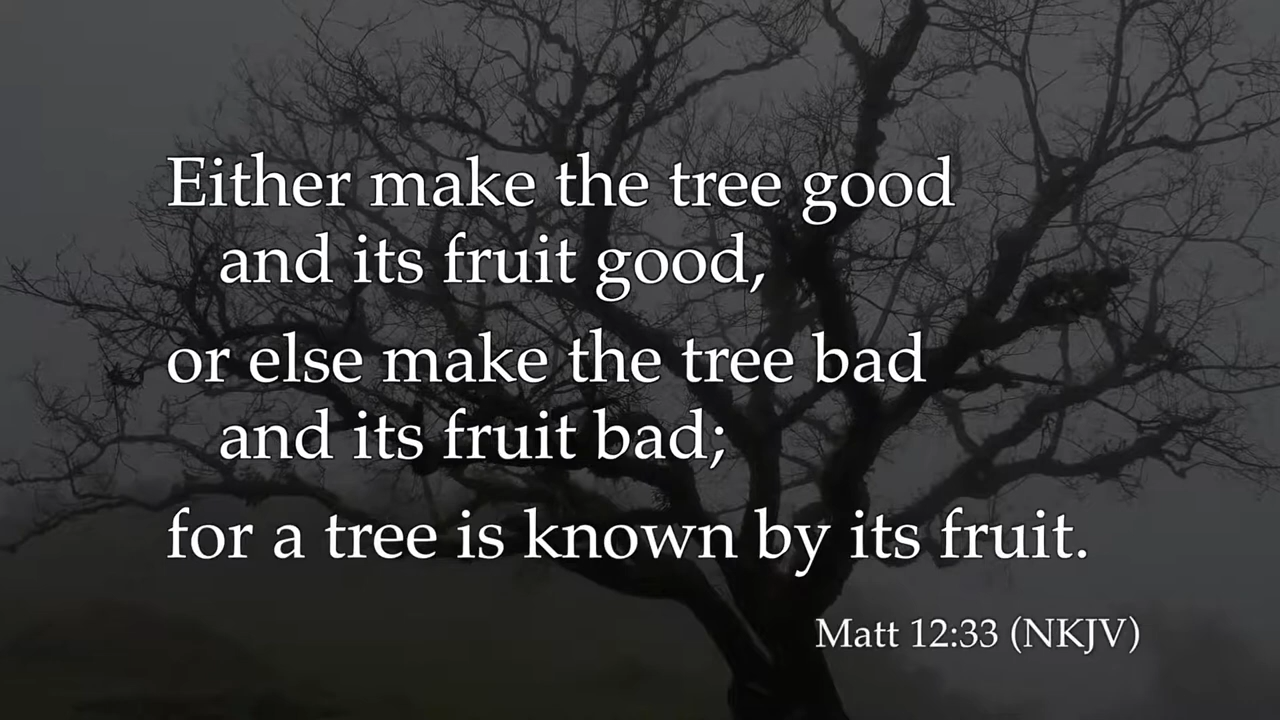 Either make the tree good
and its fruit good,
or else make the tree bad
and its fruit bad;
for a tree is known by its fruit.
Matt 12:33 (NKJV)